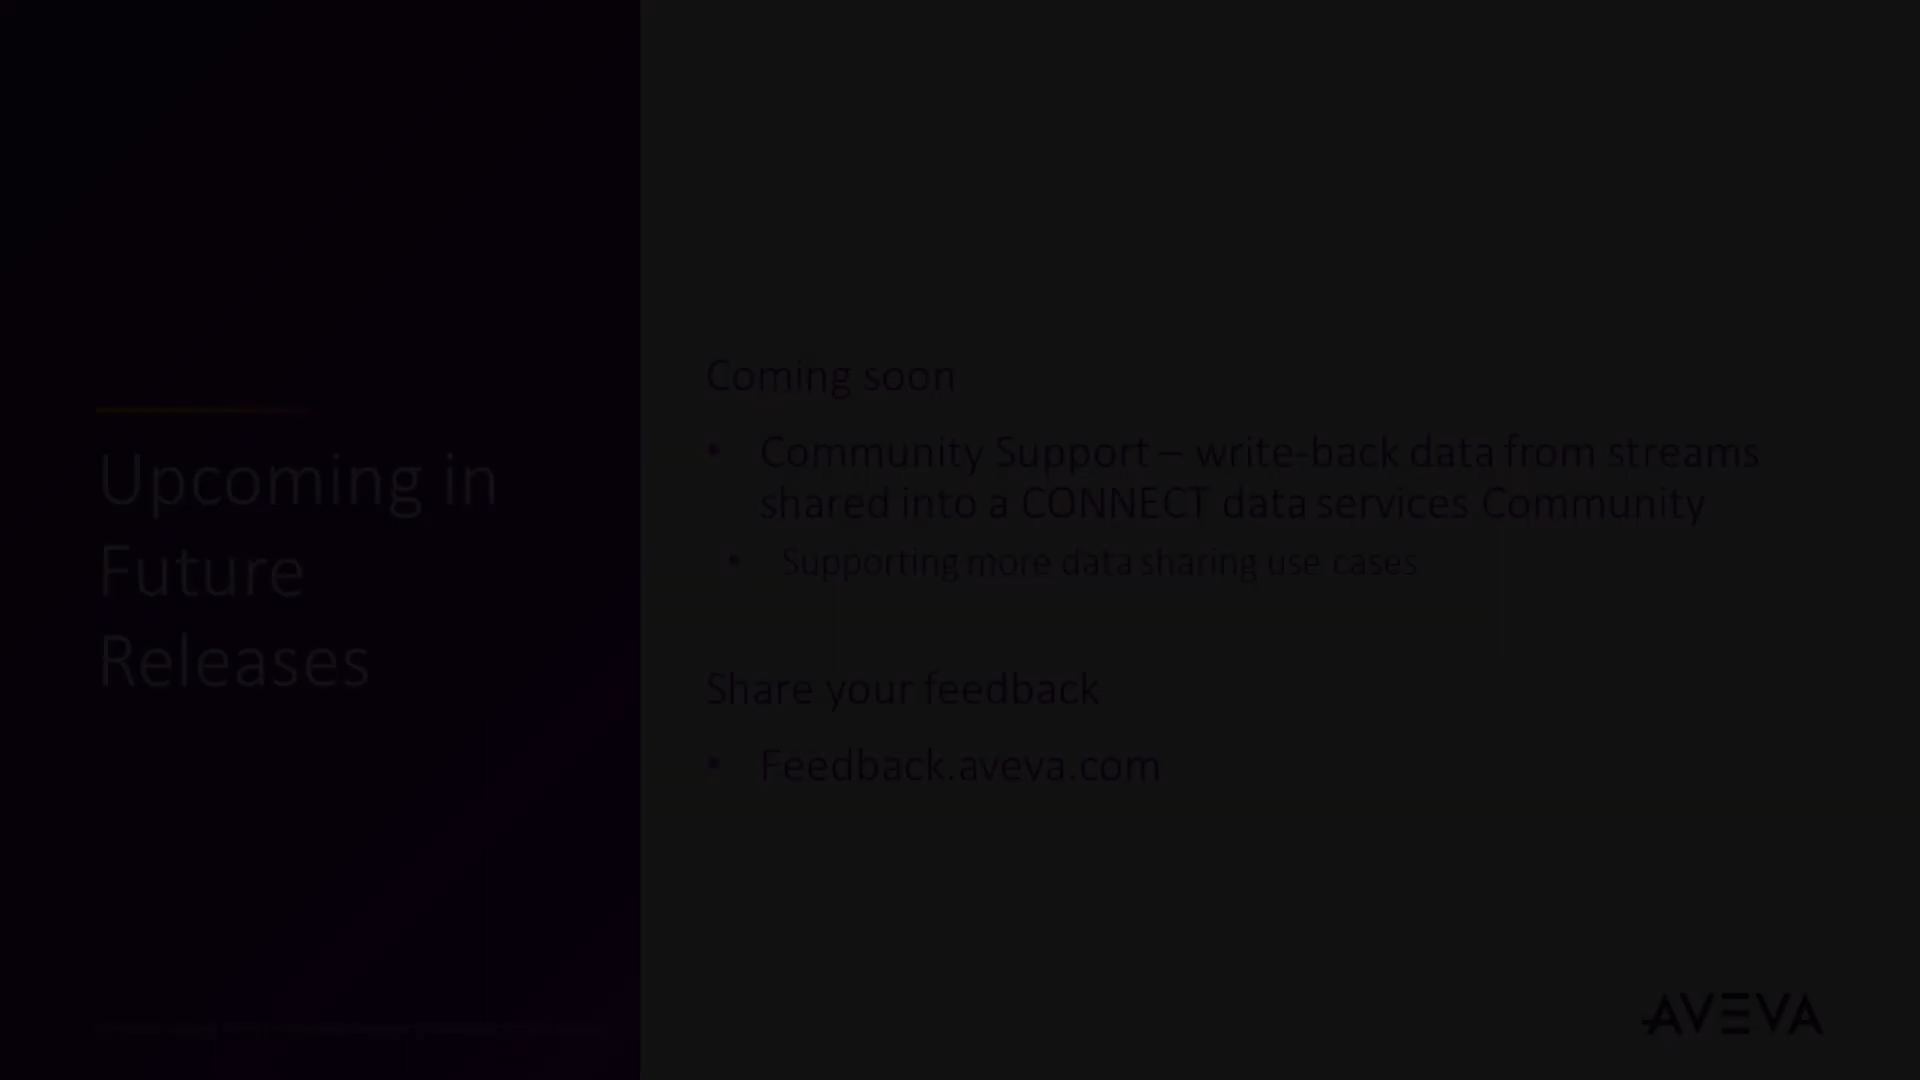 Upcoming in
Future
Releases
Coming soon
• Community Support – write-back data from streams
shared into a CONNECT data services Community
• Supporting more data sharing use cases
Share your feedback
• Feedback.aveva.com
AVEVA